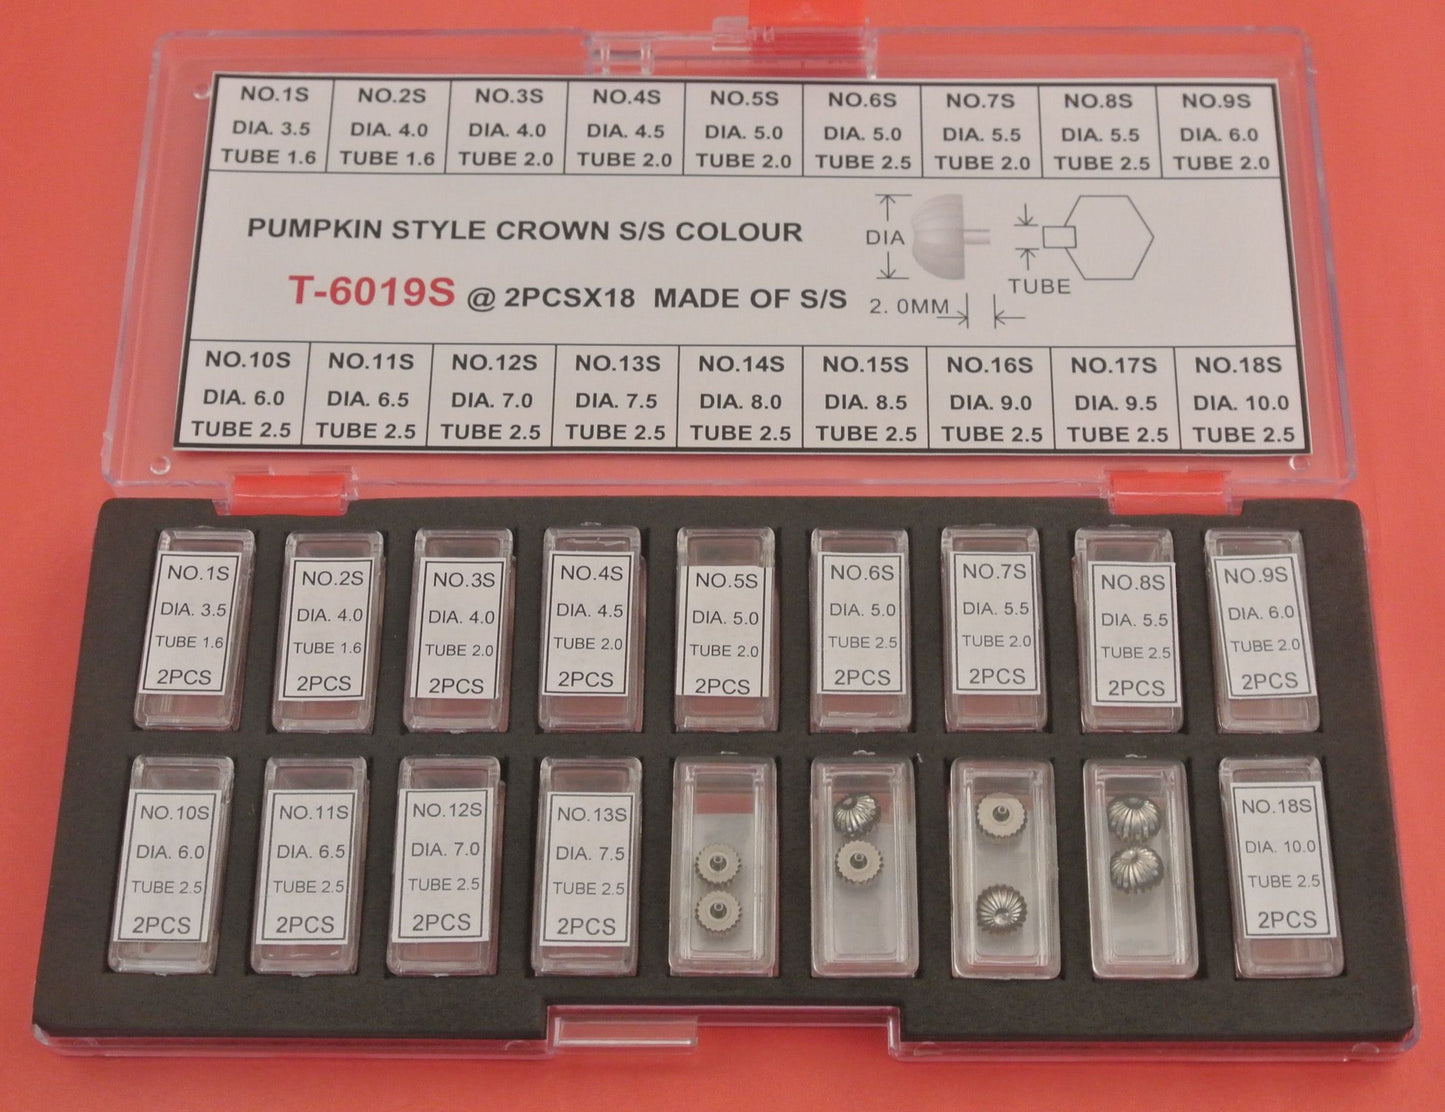 NO.1S NO.2S NO.3S NO.4S NO.5S NO.6S NO.7S NO.8S NO.9S
DIA. 3.5 DIA. 4.0 DIA. 4.0 DIA. 4.5 DIA. 5.0 DIA. 5.0 DIA. 5.5 DIA. 5.5 DIA. 6.0
TUBE 1.6 TUBE 1.6 TUBE 2.0 TUBE 2.0 TUBE 2.0 TUBE 2.5 TUBE 2.0 TUBE 2.5 TUBE 2.0
PUMPKIN STYLE CROWN S/S COLOUR
T-6019S @ 2PCSX18 MADE OF S/S
DIA
TUBE
2. 0MM
NO.10S NO.11S NO.12S NO.13S NO.14S NO.15S NO.16S NO.17S NO.18S
DIA. 6.0 DIA. 6.5 DIA. 7.0 DIA. 7.5 DIA. 8.0 DIA. 8.5 DIA. 9.0 DIA. 9.5 DIA. 10.0
TUBE 2.5 TUBE 2.5 TUBE 2.5 TUBE 2.5 TUBE 2.5 TUBE 2.5 TUBE 2.5 TUBE 2.5 TUBE 2.5
NO.1S NO.2S NO.3S NO.4S NO.5S NO.6S NO.7S NO.8S NO.9S
DIA. 3.5 DIA. 4.0 DIA. 4.0 DIA. 4.5 DIA. 5.0 DIA. 5.0 DIA. 5.5 DIA. 5.5 DIA. 6.0
TUBE 1.6 TUBE 1.6 TUBE 2.0 TUBE 2.0 TUBE 2.0 TUBE 2.5 TUBE 2.0 TUBE 2.5 TUBE 2.0
2PCS 2PCS 2PCS 2PCS 2PCS 2PCS 2PCS 2PCS 2PCS
NO.10S NO.11S NO.12S NO.13S NO.18S
DIA. 6.0 DIA. 6.5 DIA. 7.0 DIA. 7.5 DIA. 10.0
TUBE 2.5 TUBE 2.5 TUBE 2.5 TUBE 2.5 TUBE 2.5
2PCS 2PCS 2PCS 2PCS 2PCS